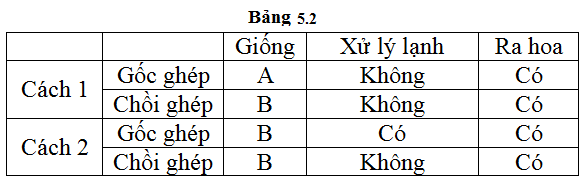 Bảng 5.2
Giống Xử lý lạnh Ra hoa
Cách 1 Gốc ghép A Không Có
Chồi ghép B Không Có
Cách 2 Gốc ghép B Có Có
Chồi ghép B Không Có